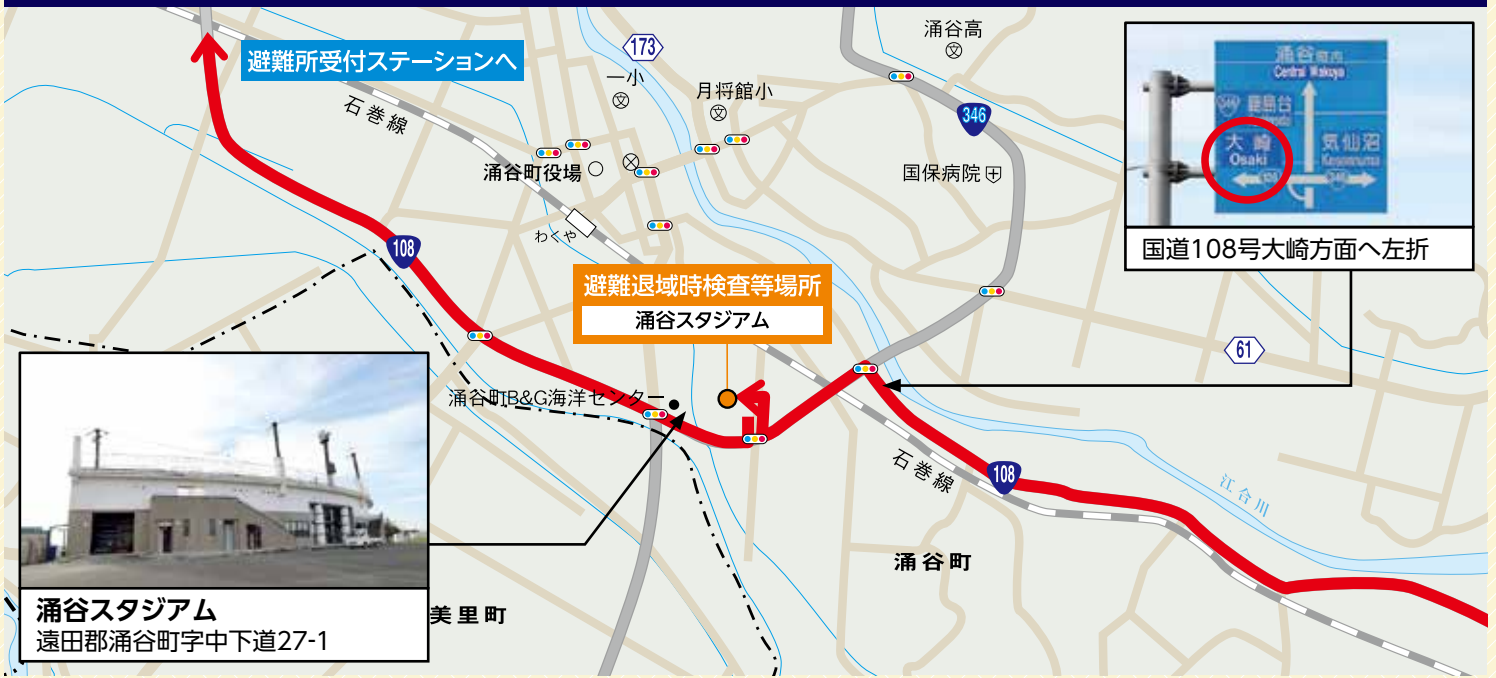 避難所受付ステーションへ
173
涌谷高
一小
月将館小
石巻線
346
涌谷町役場
国保病院
わくや
108
涌谷町内
Central Wakuya
346
鹿島台
大崎
Osaki
気仙沼
Kesennuma
108
346
国道108号大崎方面へ左折
避難退域時検査等場所
涌谷スタジアム
61
涌谷町B&G海洋センター
石巻線
108
江合川
涌谷町
美里町
涌谷スタジアム
遠田郡涌谷町字中下道27-1